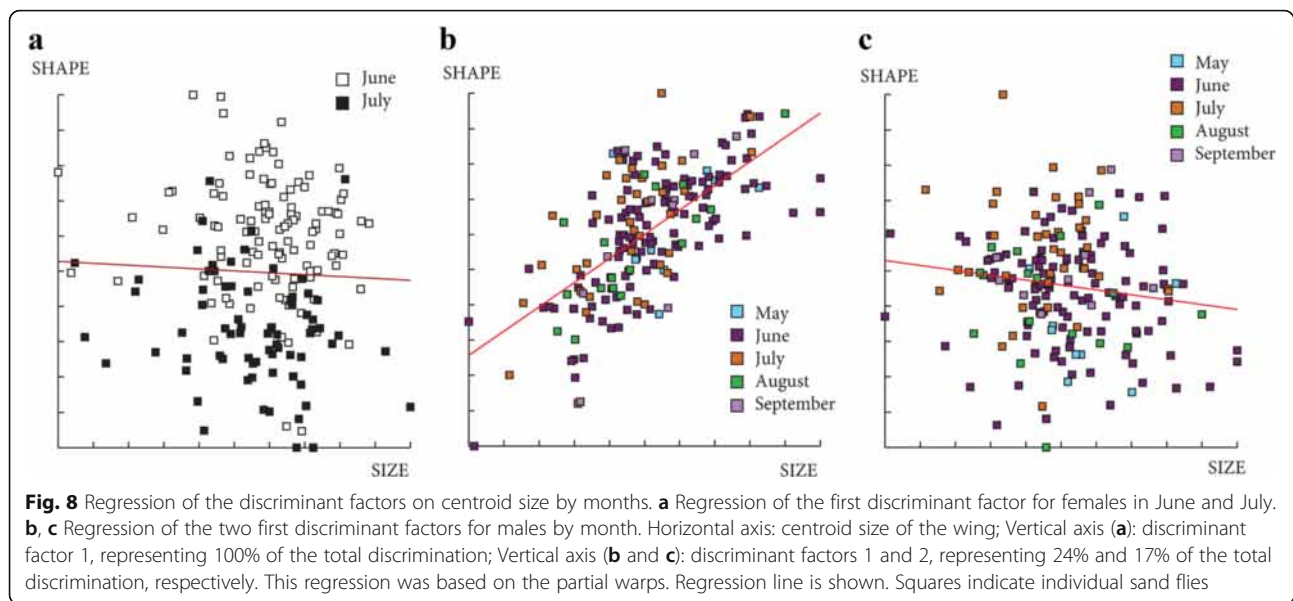 a
SHAPE
June
July
SIZE
b
SHAPE
May
June
July
August
September
SIZE
c
SHAPE
May
June
July
August
September
SIZE
Fig. 8 Regression of the discriminant factors on centroid size by months. a Regression of the first discriminant factor for females in June and July.
b, c Regression of the two first discriminant factors for males by month. Horizontal axis: centroid size of the wing; Vertical axis (a): discriminant
factor 1, representing 100% of the total discrimination; Vertical axis (b and c): discriminant factors 1 and 2, representing 24% and 17% of the total
discrimination, respectively. This regression was based on the partial warps. Regression line is shown. Squares indicate individual sand flies